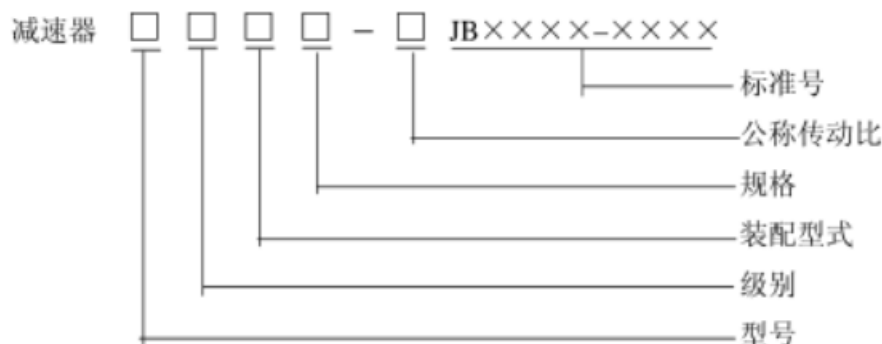 减速器 □ □ □ □ - □ JB××××-××××
标准号
公称传动比
规格
装配型式
级别
型号